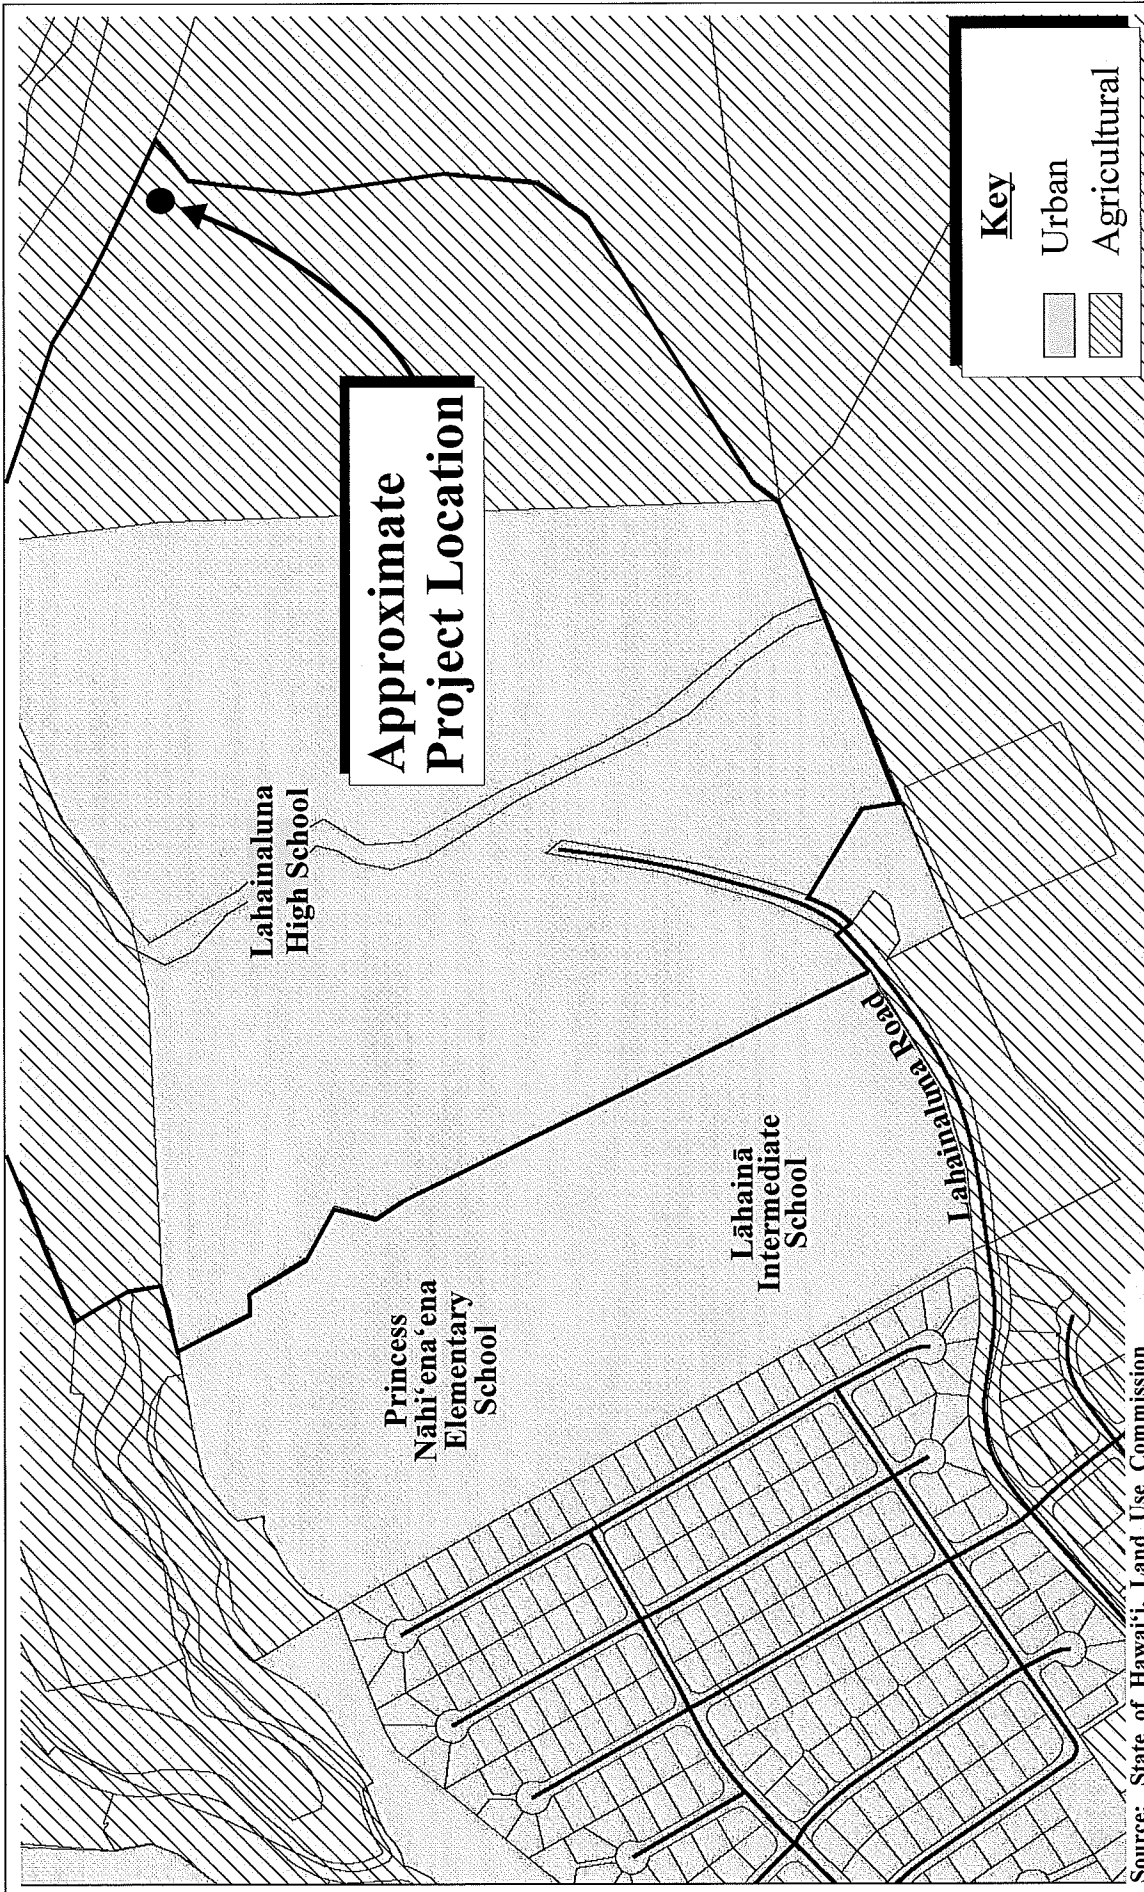 Lahainaluna
High School
Approximate
Project Location
Princess
Nāhi‘ena‘ena
Elementary
School
Lāhainā
Intermediate
School
Lahainaluna Road
Key
Urban
Agricultural
Source: State of Hawai‘i, Land Use Commission